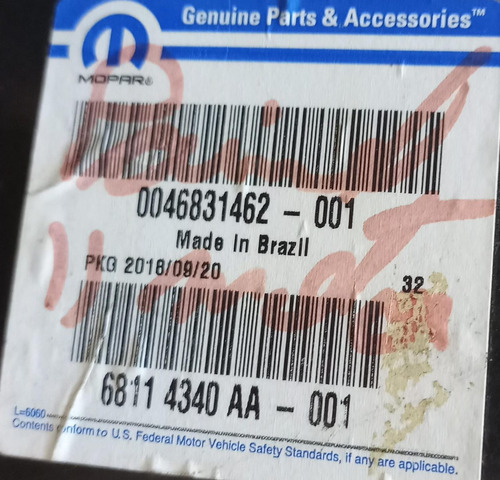 Genuine Parts & Accessories™
MOPAR®
0046831462 - 001
Made In Brazil
PKG 2018/09/20
32
6811 4340 AA - 001
L=6060
Contents conform to U.S. Federal Motor Vehicle Safety Standards, if any are applicable.